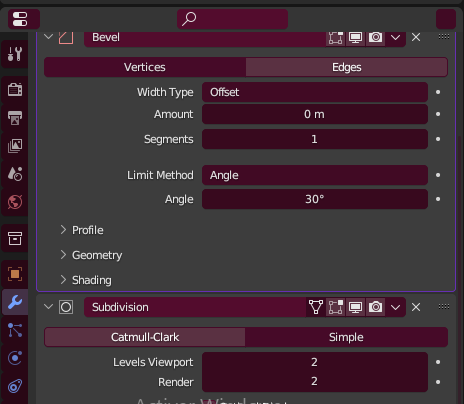 Bevel
Vertices Edges
Width Type Offset
Amount 0 m
Segments 1
Limit Method Angle
Angle 30°
Profile
Geometry
Shading
Subdivision
Catmull-Clark Simple
Levels Viewport 2
Render 2